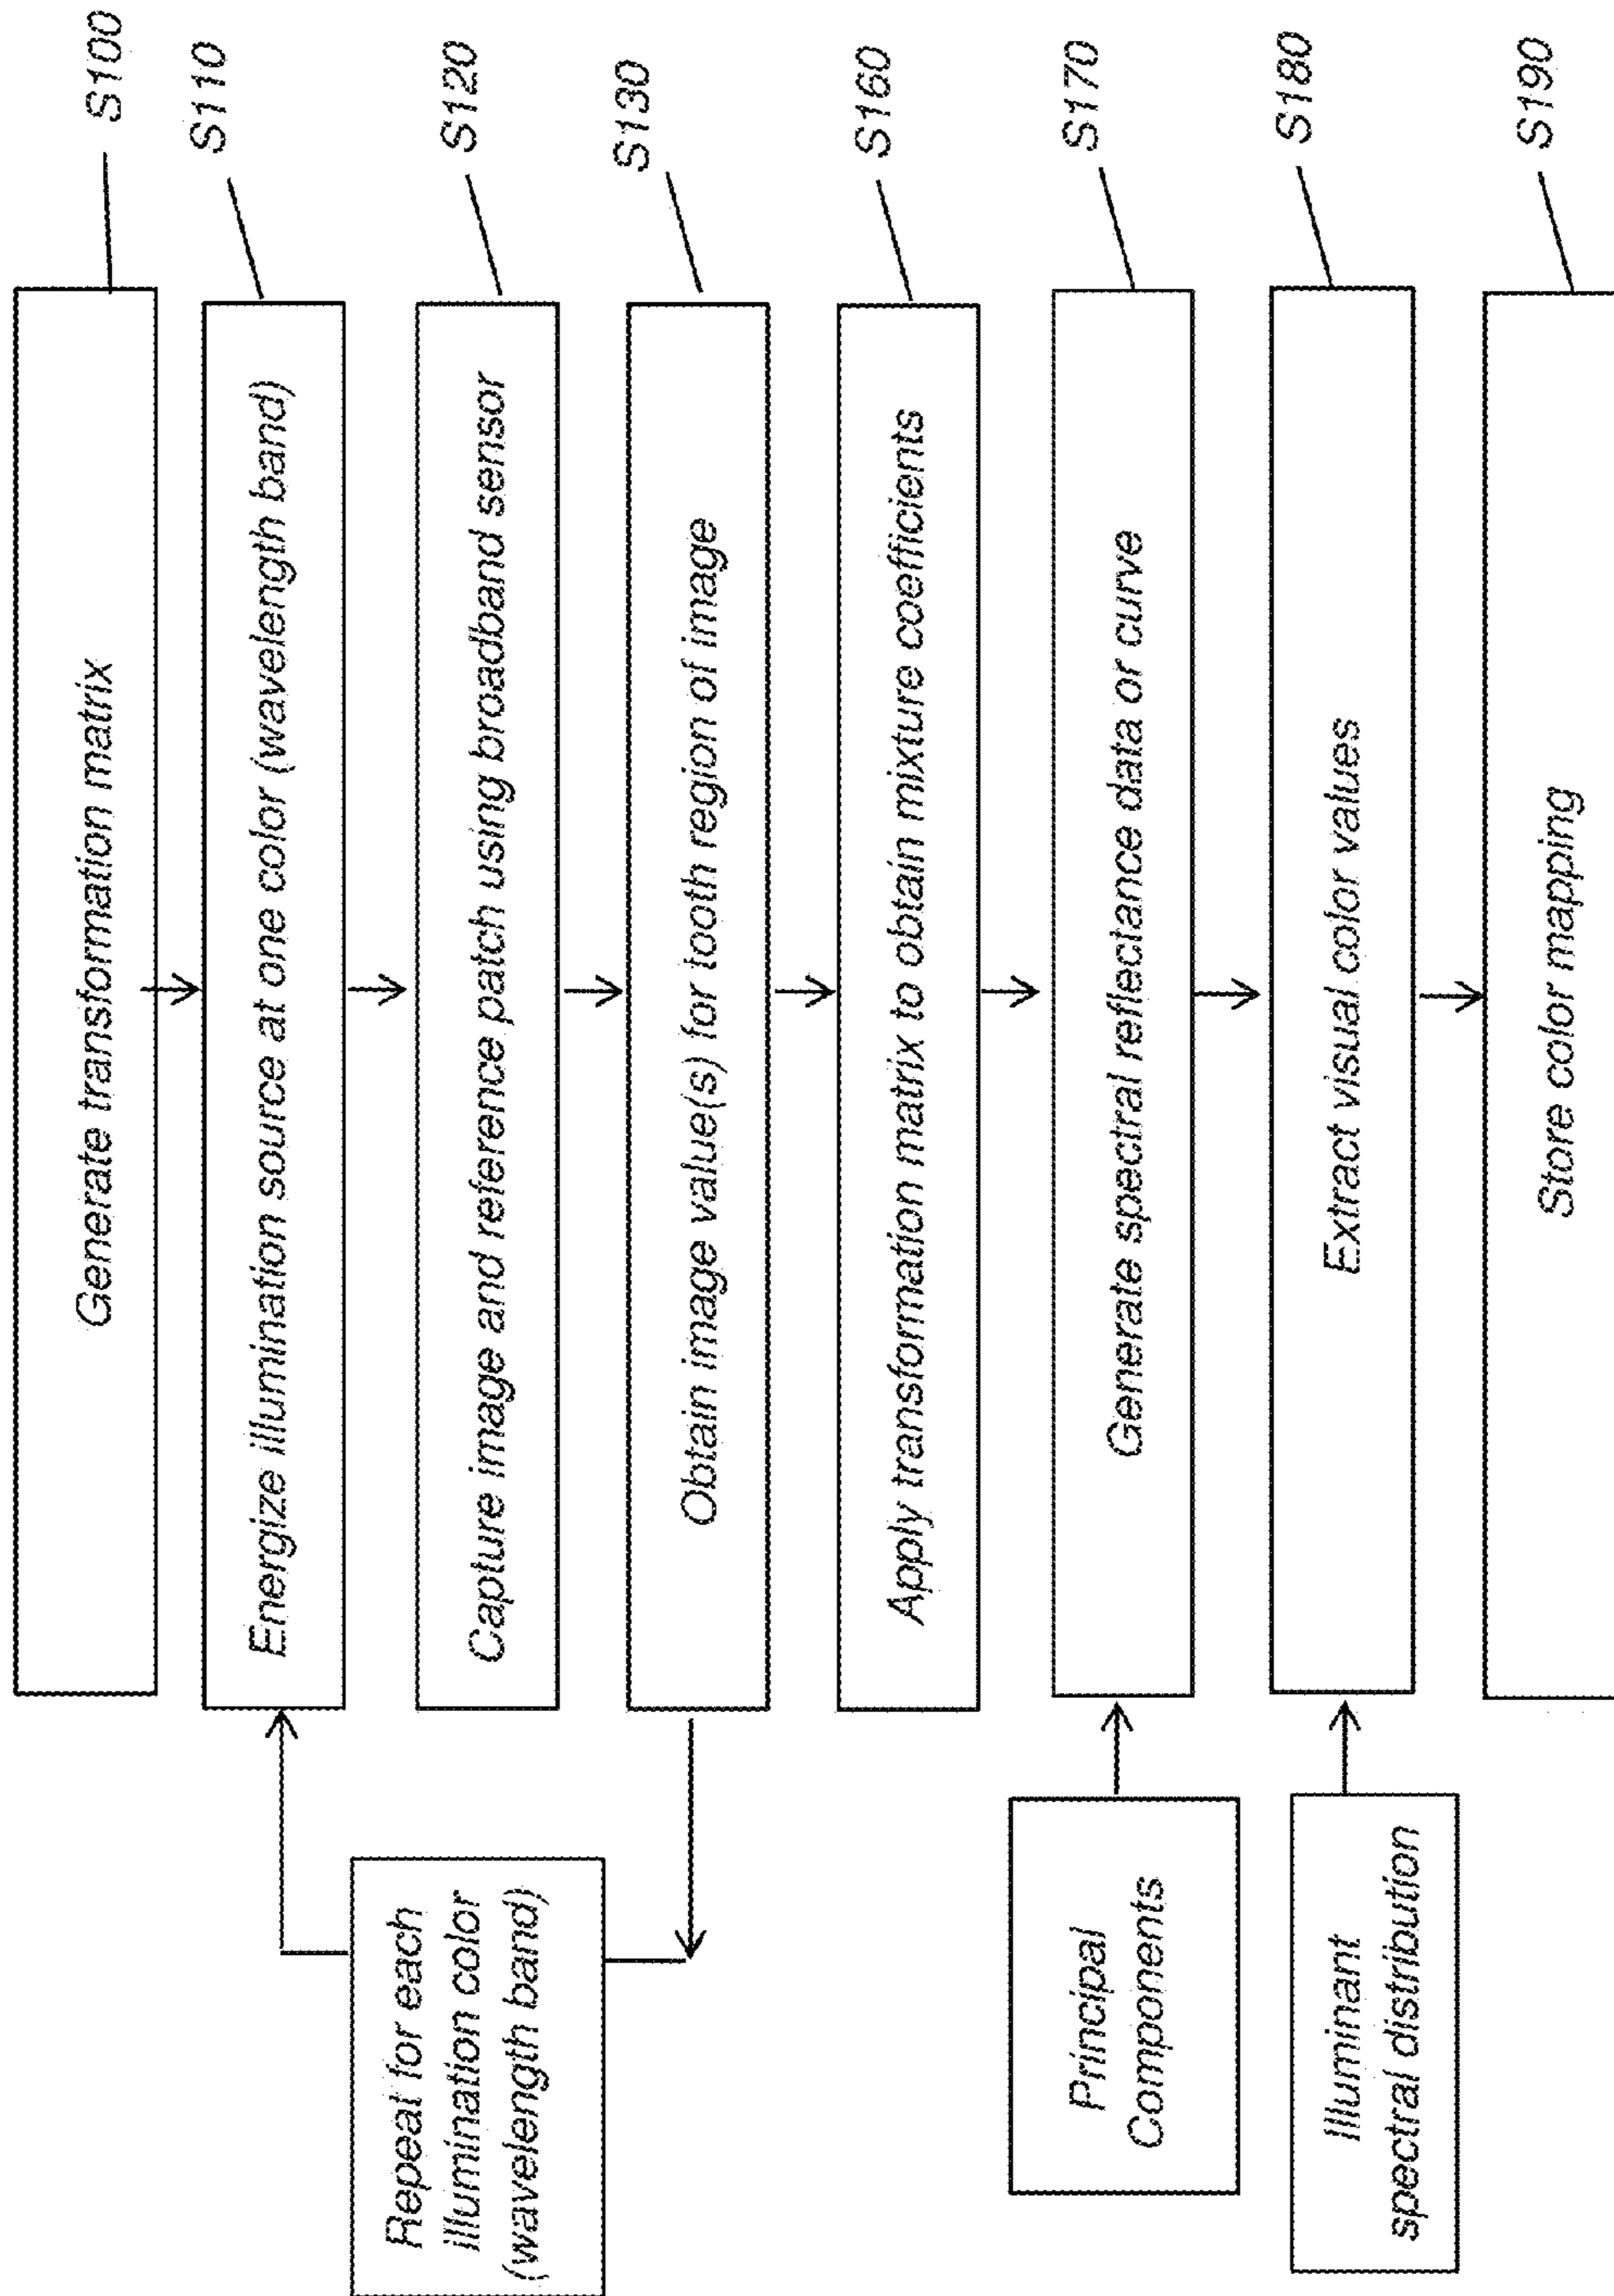 Generate transformation matrix
S100
Energize illumination source at one color (wavelength band)
S110
Capture image and reference patch using broadband sensor
S120
Obtain image value(s) for tooth region of image
S130
Repeat for each
illumination color
(wavelength band)
Apply transformation matrix to obtain mixture coefficients
S160
Principal
Components
Generate spectral reflectance data or curve
S170
Illuminant
spectral distribution
Extract visual color values
S180
Store color mapping
S190